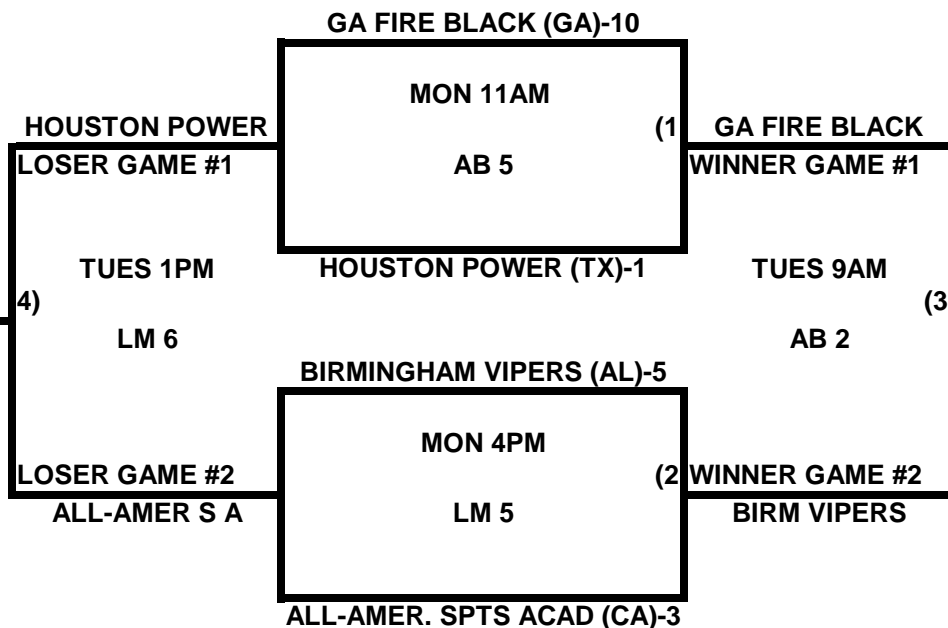 GA FIRE BLACK (GA)-10
MON 11AM
HOUSTON POWER
(1
GA FIRE BLACK
LOSER GAME #1
AB 5
WINNER GAME #1
TUES 1PM
HOUSTON POWER (TX)-1
TUES 9AM
4)
(3
LM 6
AB 2
BIRMINGHAM VIPERS (AL)-5
MON 4PM
LOSER GAME #2
(2
WINNER GAME #2
ALL-AMER S A
LM 5
BIRM VIPERS
ALL-AMER. SPTS ACAD (CA)-3